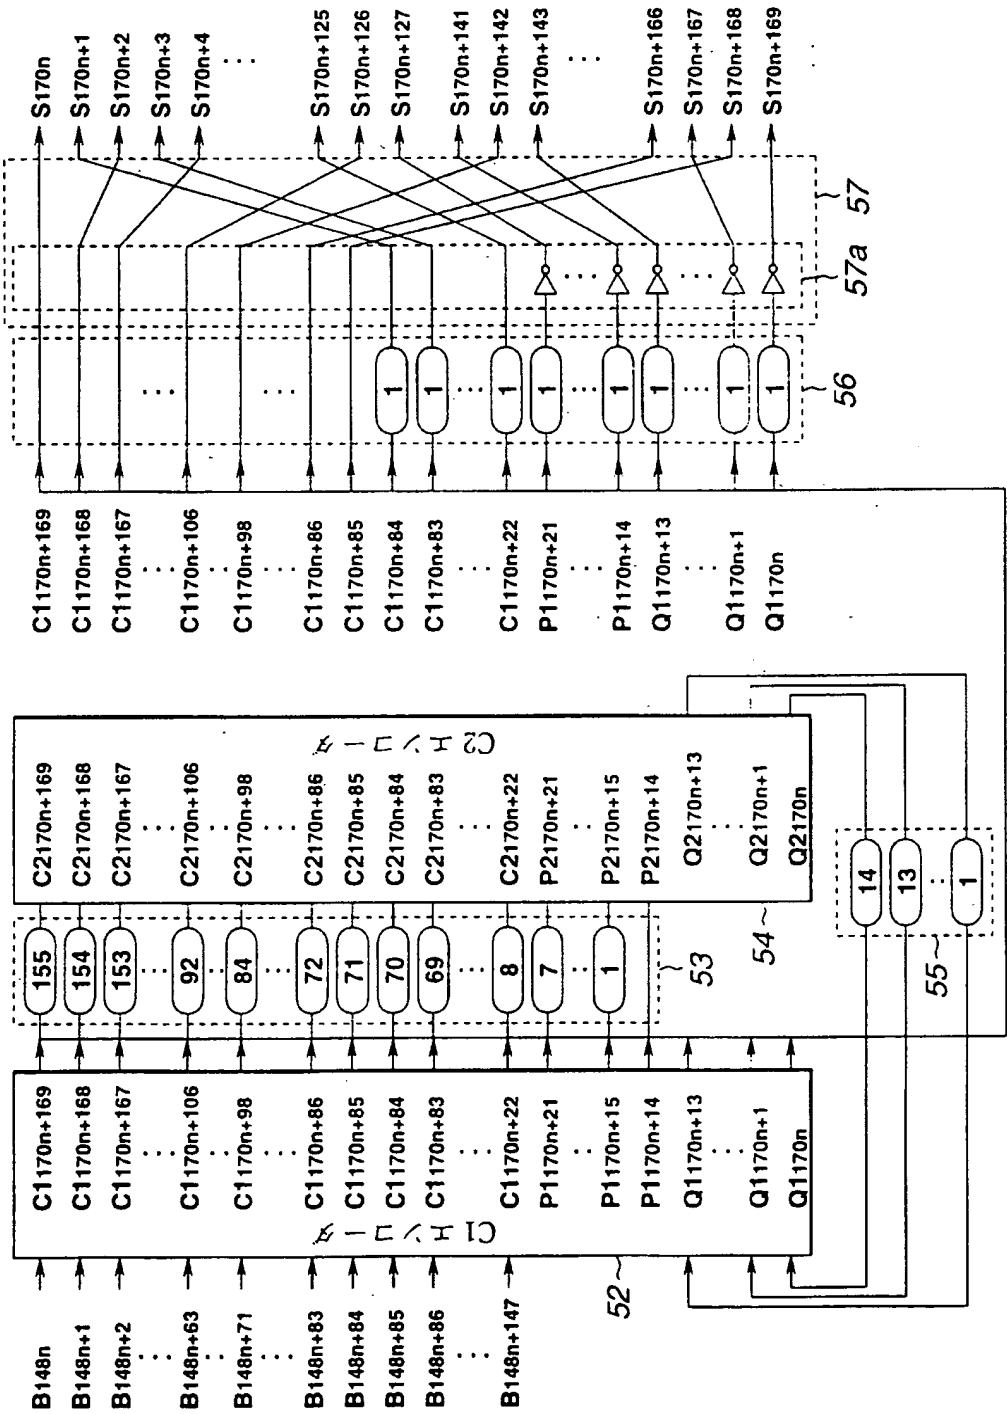 B148n
B148n+1
B148n+2
B148n+63
B148n+71
B148n+83
B148n+84
B148n+85
B148n+86
B148n+147
C1エンコーダ
C1170n+169
C1170n+168
C1170n+167
C1170n+106
C1170n+98
C1170n+86
C1170n+85
C1170n+84
C1170n+83
C1170n+22
P1170n+21
P1170n+15
P1170n+14
Q1170n+13
Q1170n+1
Q1170n
52
155
154
153
92
84
72
71
70
69
8
7
1
53
C2170n+169
C2170n+168
C2170n+167
C2170n+106
C2170n+98
C2170n+86
C2170n+85
C2170n+84
C2170n+83
C2170n+22
P2170n+21
P2170n+15
P2170n+14
Q2170n+13
Q2170n+1
Q2170n
C2エンコーダ
54
14
13
1
55
C1170n+169
C1170n+168
C1170n+167
C1170n+106
C1170n+98
C1170n+86
C1170n+85
C1170n+84
C1170n+83
C1170n+22
P1170n+21
P1170n+14
Q1170n+13
Q1170n+1
Q1170n
1
1
1
1
1
1
1
1
56
57a
57
S170n
S170n+1
S170n+2
S170n+3
S170n+4
S170n+125
S170n+126
S170n+127
S170n+141
S170n+142
S170n+143
S170n+166
S170n+167
S170n+168
S170n+169